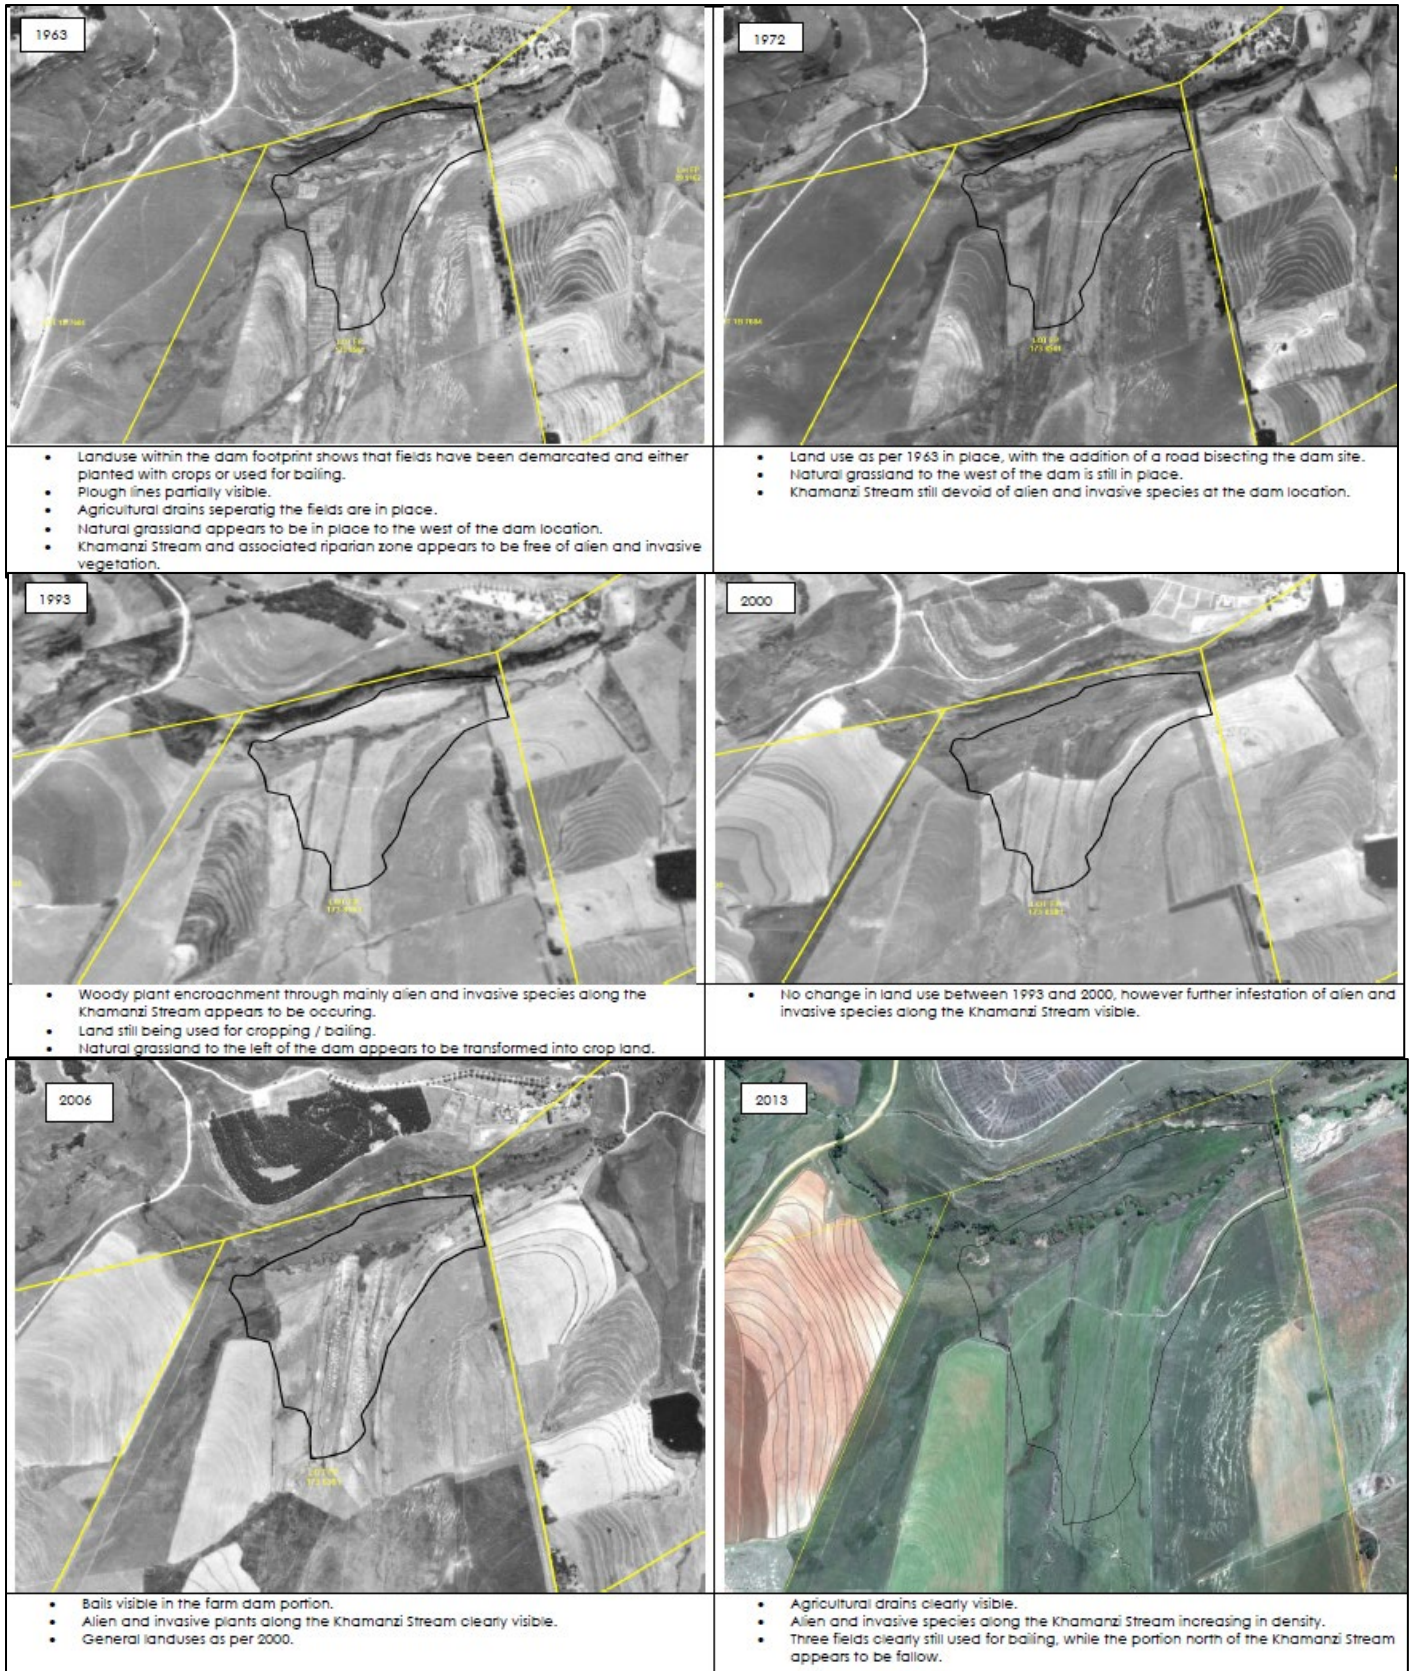 1963
1972
• Landuse within the dam footprint shows that fields have been demarcated and either
planted with crops or used for bailing.
• Plough lines partially visible.
• Agricultural drains seperatig the fields are in place.
• Natural grassland appears to be in place to the west of the dam location.
• Khamanzi Stream and associated riparian zone appears to be free of alien and invasive
vegetation.
• Land use as per 1963 in place, with the addition of a road bisecting the dam site.
• Natural grassland to the west of the dam is still in place.
• Khamanzi Stream still devoid of alien and invasive species at the dam location.
1993
2000
• Woody plant encroachment through mainly alien and invasive species along the
Khamanzi Stream appears to be occuring.
• Land still being used for cropping / bailing.
• Natural grassland to the left of the dam appears to be transformed into crop land.
• No change in land use between 1993 and 2000, however further infestation of alien and
invasive species along the Khamanzi Stream visible.
2006
2013
• Bails visible in the farm dam portion.
• Alien and invasive plants along the Khamanzi Stream clearly visible.
• General landuses as per 2000.
• Agricultural drains clearly visible.
• Alien and invasive species along the Khamanzi Stream increasing in density.
• Three fields clearly still used for bailing, while the portion north of the Khamanzi Stream
appears to be fallow.